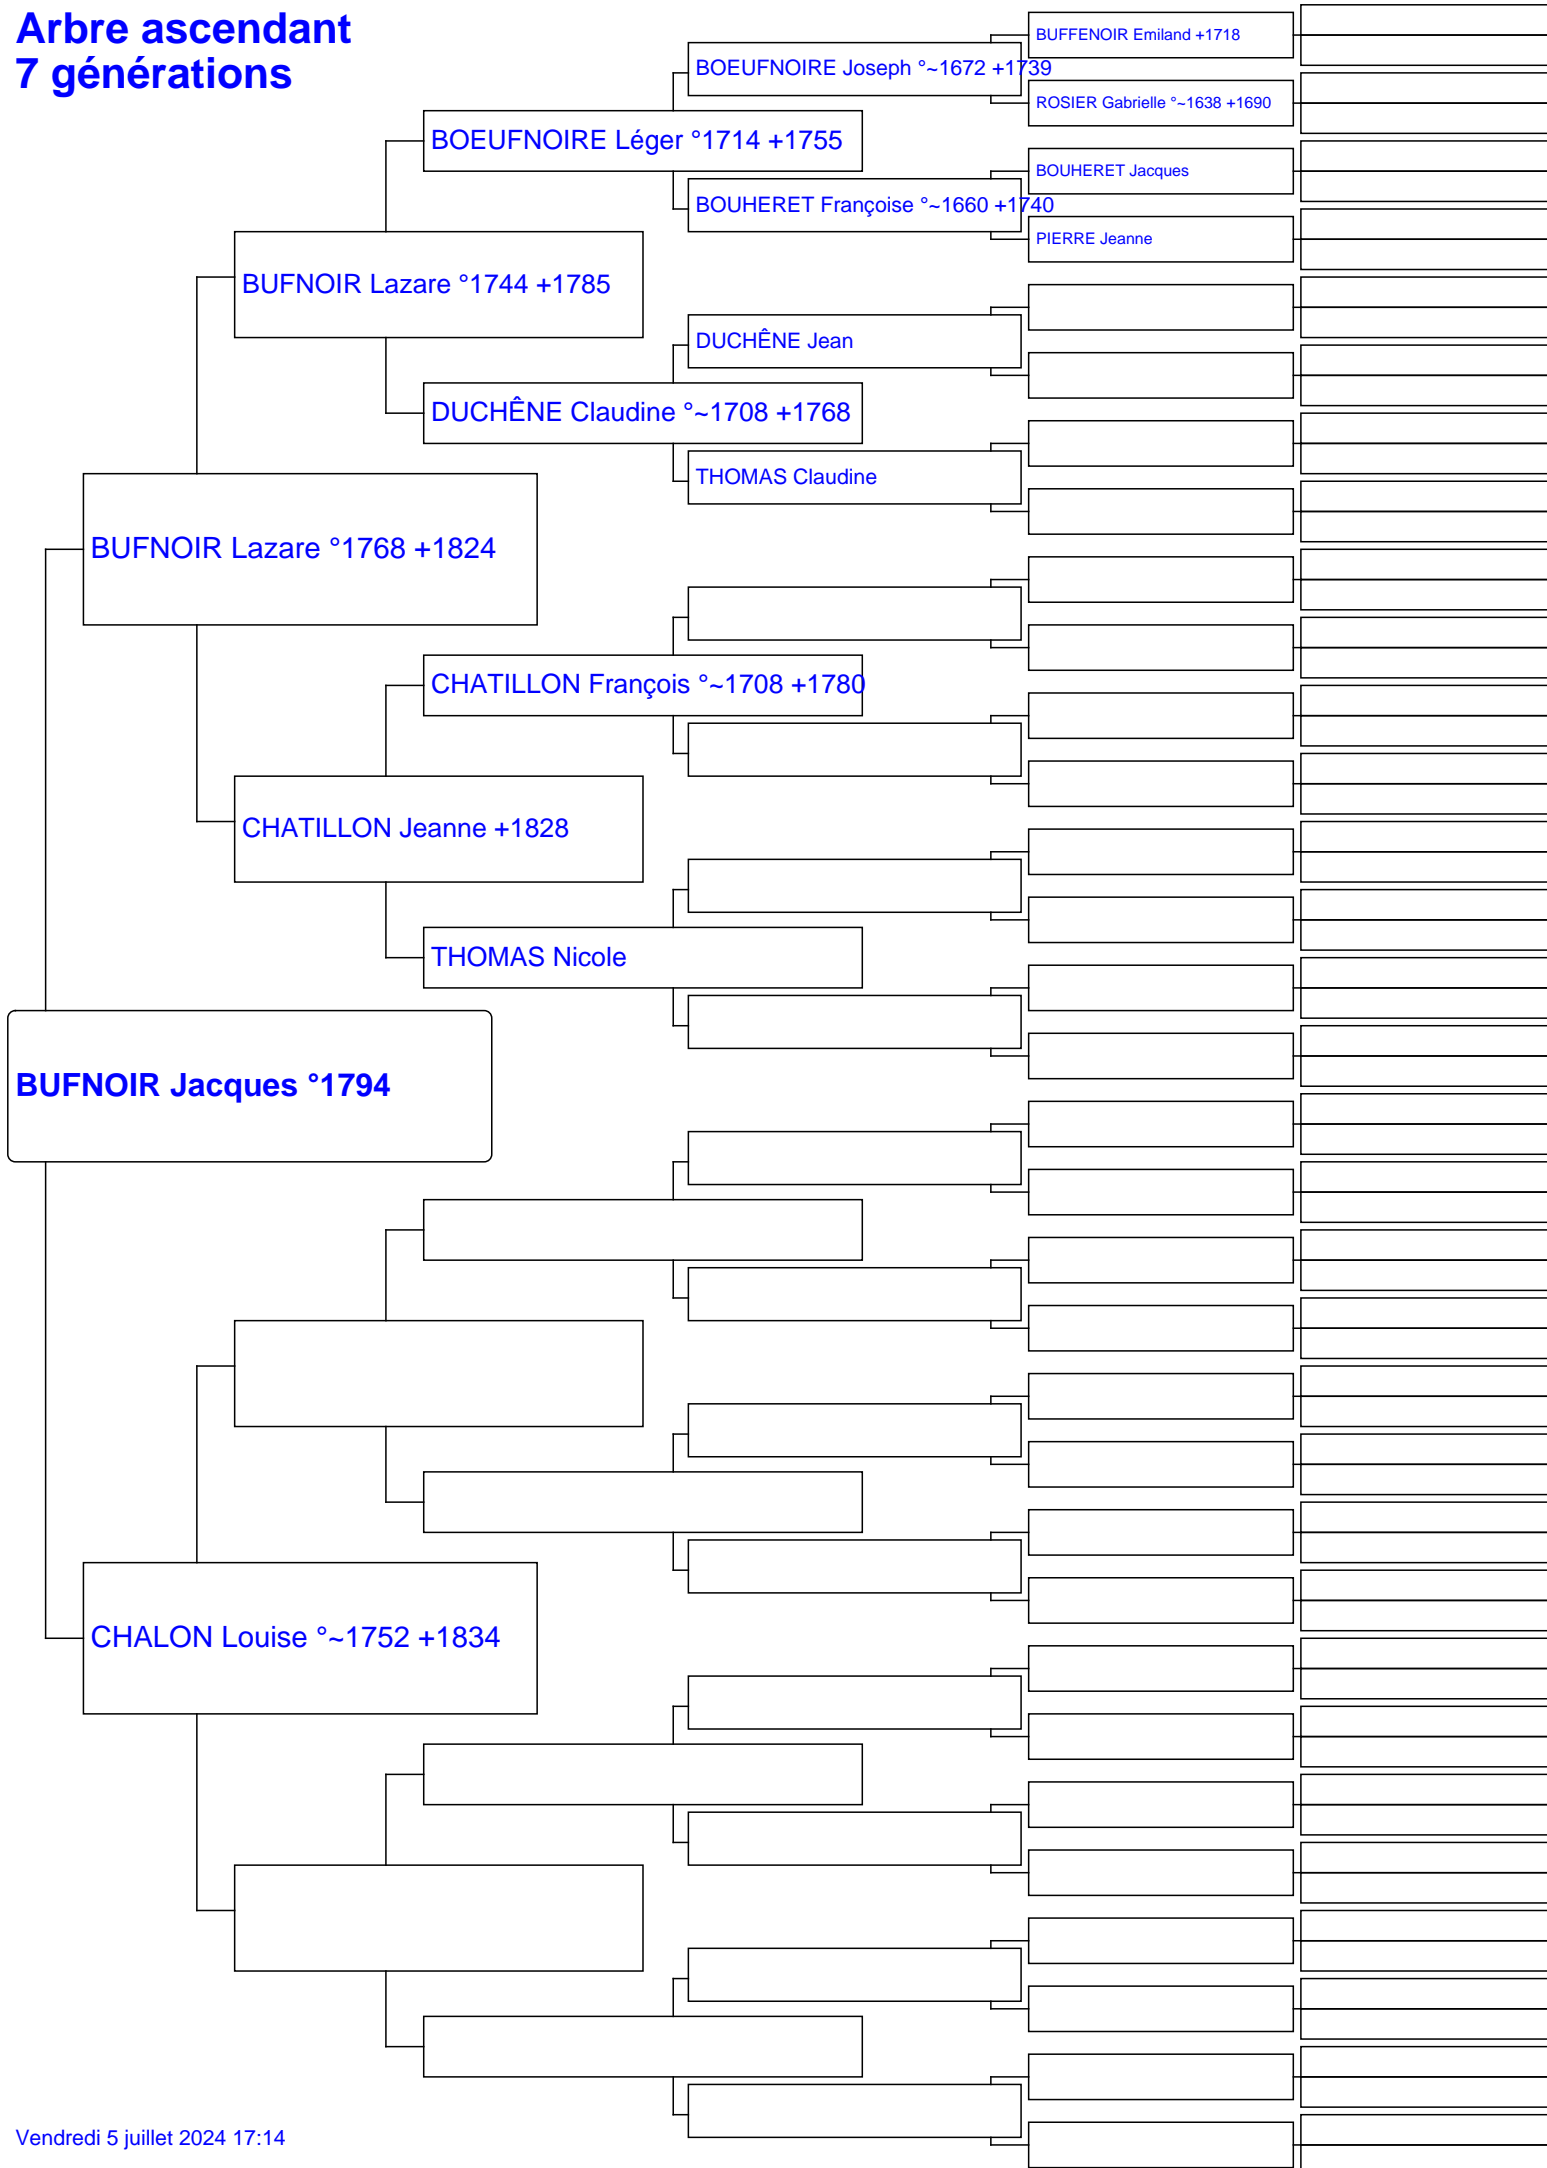 Arbre ascendant
7 générations
BUFFENOIR Emiland +1718
BOEUFNOIRE Joseph °~1672 +1739
ROSIER Gabrielle °~1638 +1690
BOEUFNOIRE Léger °1714 +1755
BOUHERET Jacques
BOUHERET Françoise °~1660 +1740
PIERRE Jeanne
BUFNOIR Lazare °1744 +1785
DUCHÊNE Jean
DUCHÊNE Claudine °~1708 +1768
THOMAS Claudine
BUFNOIR Lazare °1768 +1824
CHATILLON François °~1708 +1780
CHATILLON Jeanne +1828
THOMAS Nicole
BUFNOIR Jacques °1794
CHALON Louise °~1752 +1834
Vendredi 5 juillet 2024 17:14